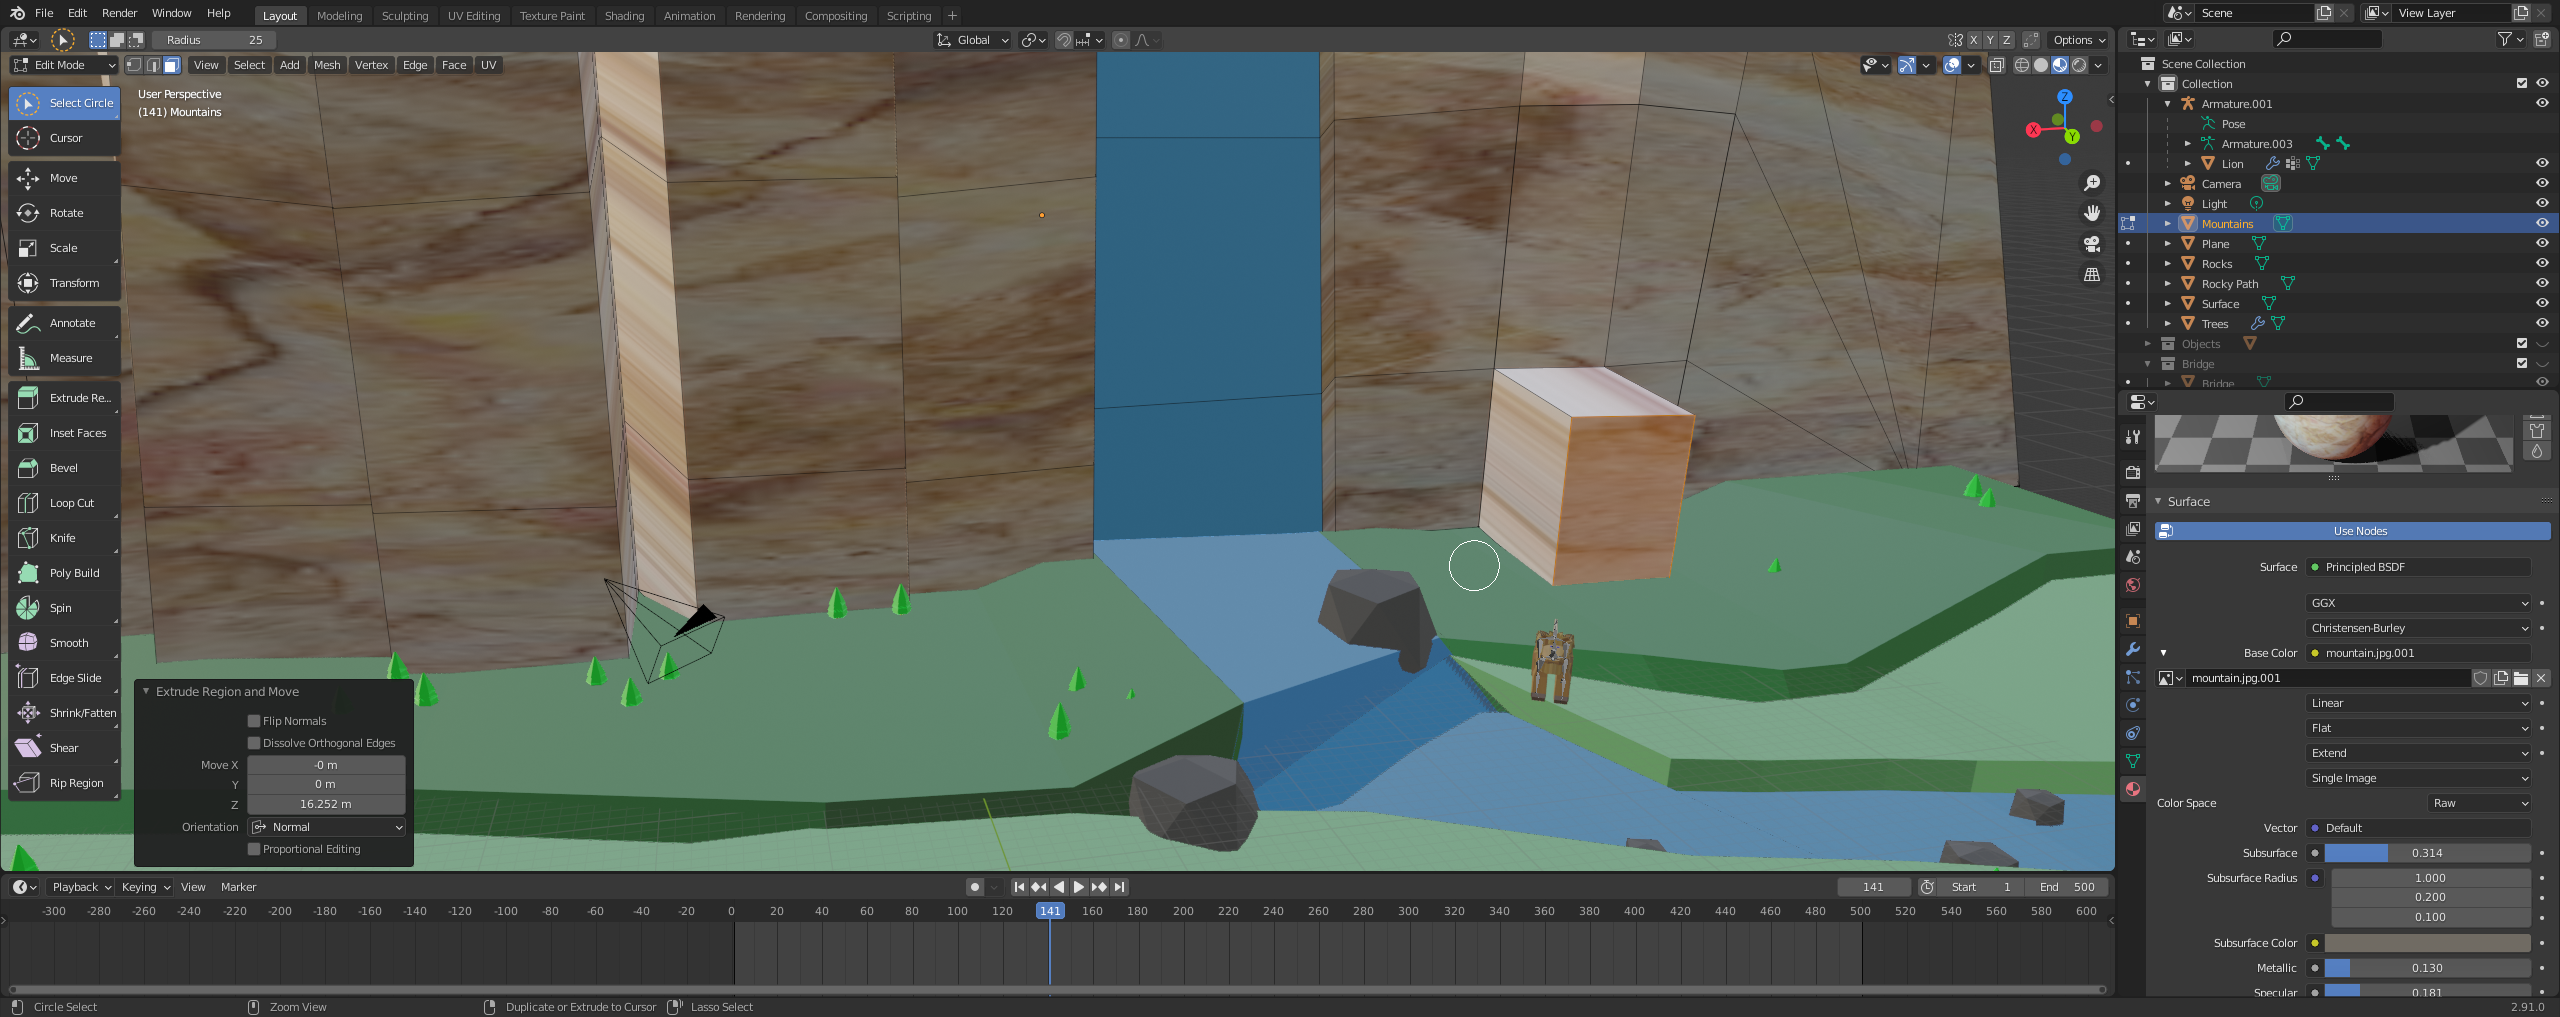 File Edit Render Window Help Layout Modeling Sculpting UV Editing Texture Paint Shading Animation Rendering Compositing Scripting + Scene View Layer
Radius 25 Global X Y Z Options
Edit Mode View Select Add Mesh Vertex Edge Face UV
User Perspective
(141) Mountains
Select Circle
Cursor
Move
Rotate
Scale
Transform
Annotate
Measure
Extrude Re...
Inset Faces
Bevel
Loop Cut
Knife
Poly Build
Spin
Smooth
Edge Slide
Shrink/Fatten
Shear
Rip Region
Z
X
Y
Extrude Region and Move
Flip Normals
Dissolve Orthogonal Edges
Move X -0 m
Y 0 m
Z 16.252 m
Orientation Normal
Proportional Editing
Scene Collection
Collection
Armature.001
Pose
Armature.003
Lion
Camera
Light
Mountains
Plane
Rocks
Rocky Path
Surface
Trees
Objects
Bridge
Bridge
Surface
Use Nodes
Surface Principled BSDF
GGX
Christensen-Burley
Base Color mountain.jpg.001
mountain.jpg.001
Linear
Flat
Extend
Single Image
Color Space Raw
Vector Default
Subsurface 0.314
Subsurface Radius 1.000
0.200
0.100
Subsurface Color
Metallic 0.130
Specular 0.181
Playback Keying View Marker 141 Start 1 End 500
-300 -280 -260 -240 -220 -200 -180 -160 -140 -120 -100 -80 -60 -40 -20 0 20 40 60 80 100 120 141 160 180 200 220 240 260 280 300 320 340 360 380 400 420 440 460 480 500 520 540 560 580 600
Circle Select Zoom View Duplicate or Extrude to Cursor Lasso Select 2.91.0